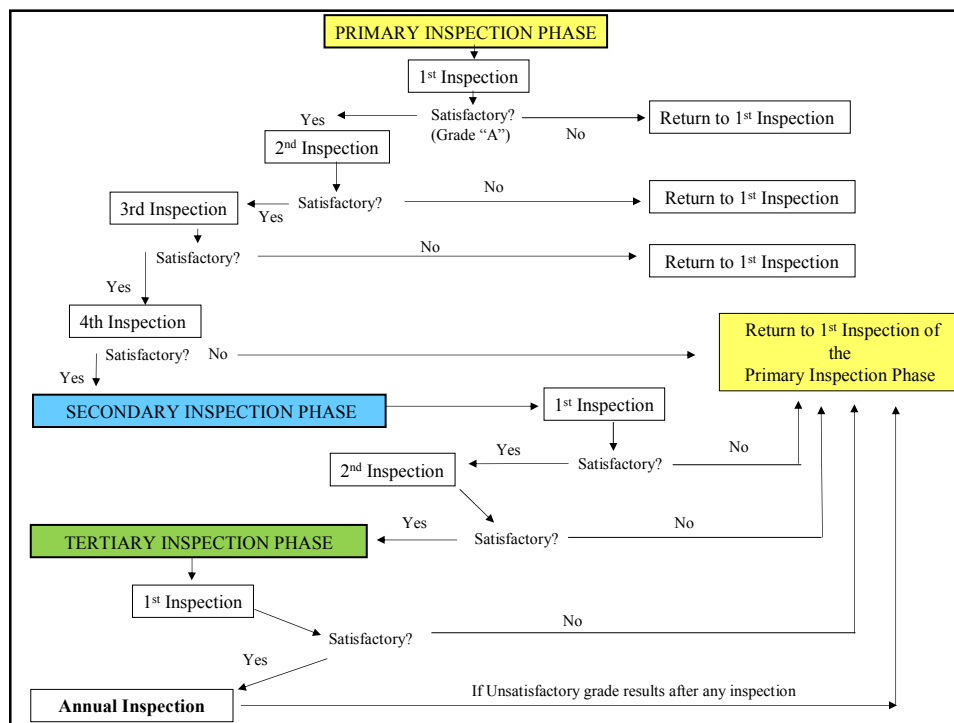 PRIMARY INSPECTION PHASE
1st Inspection
Yes
Satisfactory?
(Grade “A”)
No
Return to 1st Inspection
2nd Inspection
3rd Inspection
Yes
Satisfactory?
No
Return to 1st Inspection
Satisfactory?
No
Return to 1st Inspection
Yes
4th Inspection
Return to 1st Inspection of
the
Primary Inspection Phase
Satisfactory?
No
Yes
SECONDARY INSPECTION PHASE
1st Inspection
2nd Inspection
Yes
Satisfactory?
No
TERTIARY INSPECTION PHASE
Yes
Satisfactory?
No
1st Inspection
Satisfactory?
No
Yes
Annual Inspection
If Unsatisfactory grade results after any inspection